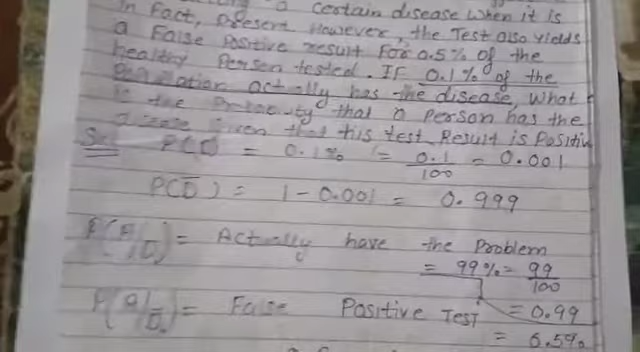 a certain disease when it is
In Fact, present However, the Test also yields
a False positive result For 0.5% of the
healthy Person tested. IF 0.1% of the
Population actually has the disease, what
is the Probability that a person has the
disease given that his test Result is Positiv
Sol P(D) = 0.1% = 0.1/100 = 0.001
P(D̅) = 1 - 0.001 = 0.999
P(A/D) = Actually have the Problem
= 99% = 99/100
= 0.99
P(A/D̅) = False Positive Test
= 0.5%